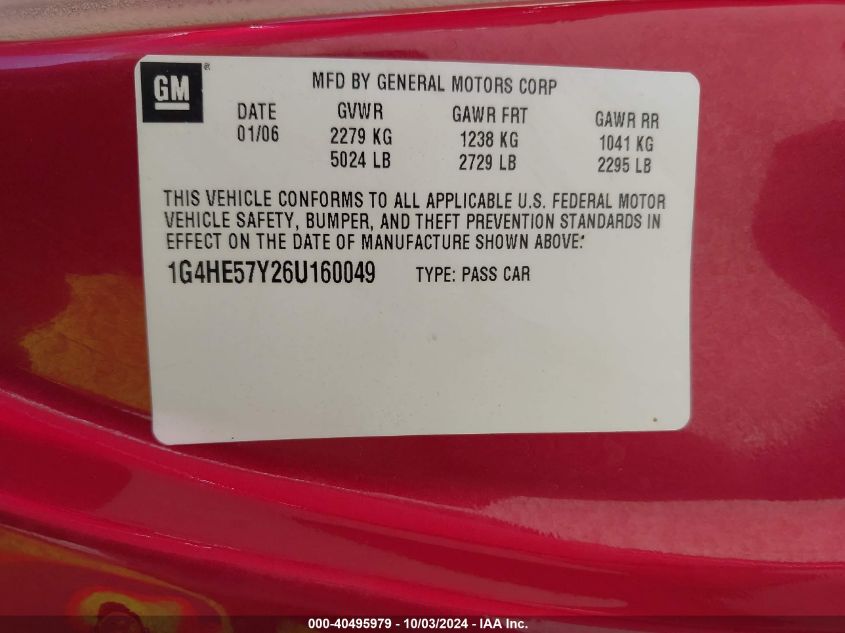 GM®
MFD BY GENERAL MOTORS CORP
DATE GVWR GAWR FRT GAWR RR
01/06 2279 KG 1238 KG 1041 KG
5024 LB 2729 LB 2295 LB
THIS VEHICLE CONFORMS TO ALL APPLICABLE U.S. FEDERAL MOTOR
VEHICLE SAFETY, BUMPER, AND THEFT PREVENTION STANDARDS IN
EFFECT ON THE DATE OF MANUFACTURE SHOWN ABOVE:
1G4HE57Y26U160049 TYPE: PASS CAR
000-40495979 - 10/03/2024 - IAA Inc.